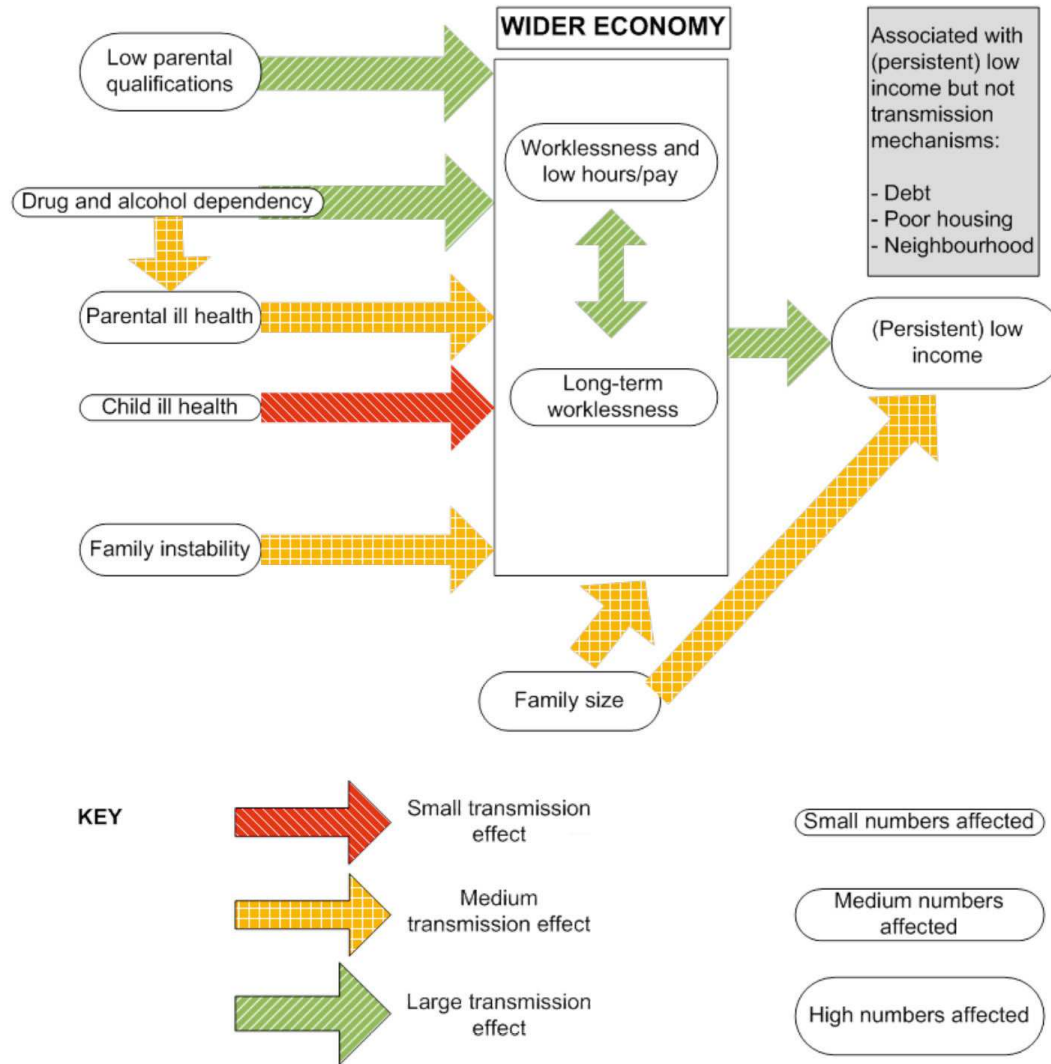 WIDER ECONOMY
Low parental
qualifications
Drug and alcohol dependency
Parental ill health
Child ill health
Family instability
Worklessness and
low hours/pay
Long-term
worklessness
Family size
Associated with
(persistent) low
income but not
transmission
mechanisms:
- Debt
- Poor housing
- Neighbourhood
(Persistent) low
income
KEY
Small transmission
effect
Medium
transmission effect
Large transmission
effect
Small numbers affected
Medium numbers
affected
High numbers affected